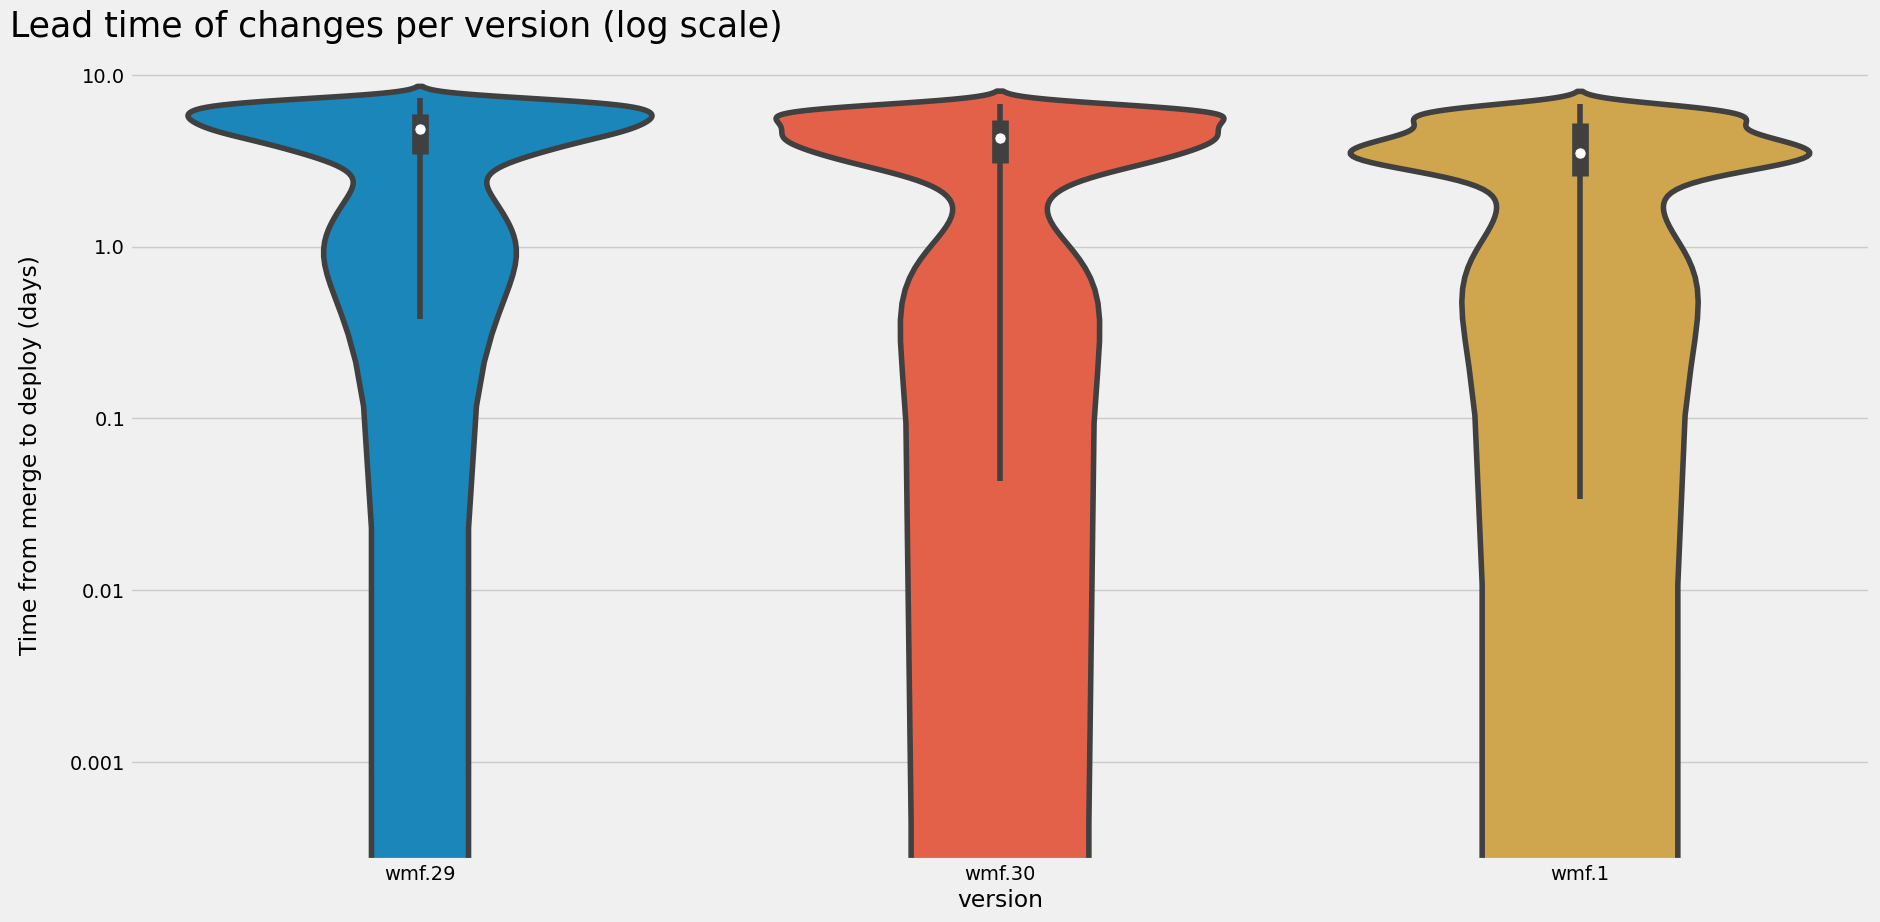 Lead time of changes per version (log scale)
Time from merge to deploy (days)
10.0
1.0
0.1
0.01
0.001
wmf.29
wmf.30
wmf.1
version